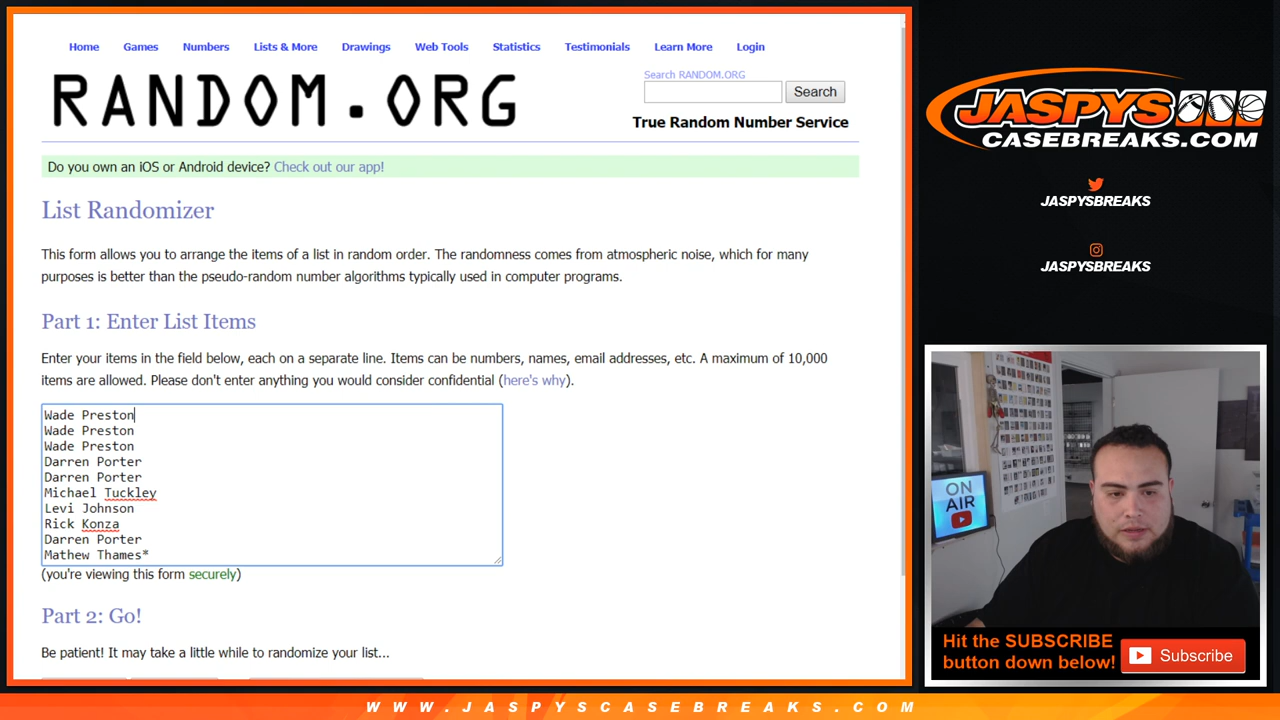 Home Games Numbers Lists & More Drawings Web Tools Statistics Testimonials Learn More Login
RANDOM.ORG
Search RANDOM.ORG
Search
True Random Number Service
Do you own an iOS or Android device? Check out our app!
List Randomizer
This form allows you to arrange the items of a list in random order. The randomness comes from atmospheric noise, which for many
purposes is better than the pseudo-random number algorithms typically used in computer programs.
Part 1: Enter List Items
Enter your items in the field below, each on a separate line. Items can be numbers, names, email addresses, etc. A maximum of 10,000
items are allowed. Please don't enter anything you would consider confidential (here's why).
Wade Preston
Wade Preston
Wade Preston
Darren Porter
Darren Porter
Michael Tuckley
Levi Johnson
Rick Konza
Darren Porter
Mathew Thames*
(you're viewing this form securely)
Part 2: Go!
Be patient! It may take a little while to randomize your list...
JASPYS
CASEBREAKS.COM
JASPYSBREAKS
JASPYSBREAKS
ON
AIR
Hit the SUBSCRIBE
button down below!
Subscribe
WWW.JASPYSCASEBREAKS.COM